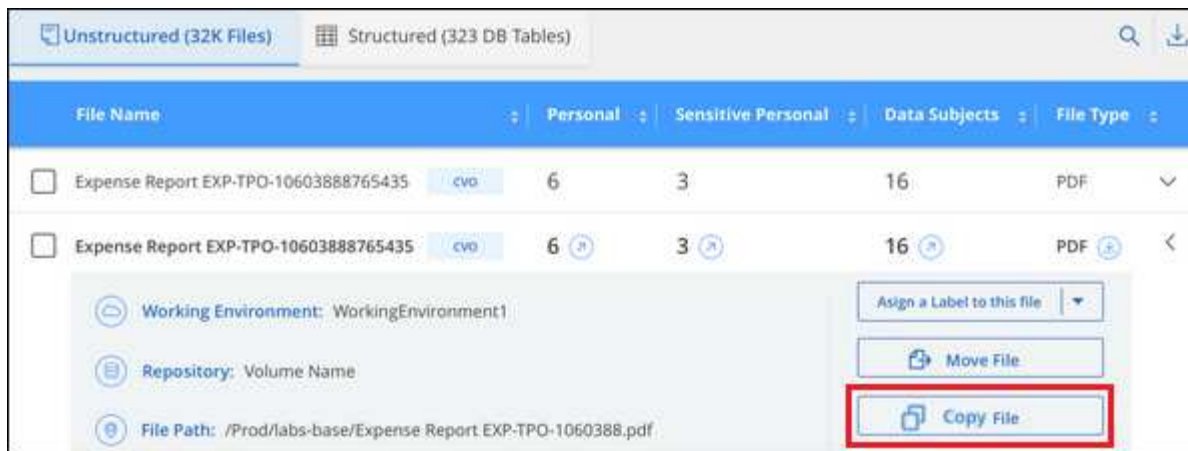 Unstructured (32K Files) Structured (323 DB Tables)
File Name Personal Sensitive Personal Data Subjects File Type
Expense Report EXP-TPO-10603888765435 CVO 6 3 16 PDF
Expense Report EXP-TPO-10603888765435 CVO 6 3 16 PDF
Working Environment: WorkingEnvironment1
Asign a Label to this file
Repository: Volume Name
Move File
File Path: /Prod/labs-base/Expense Report EXP-TPO-1060388.pdf
Copy File